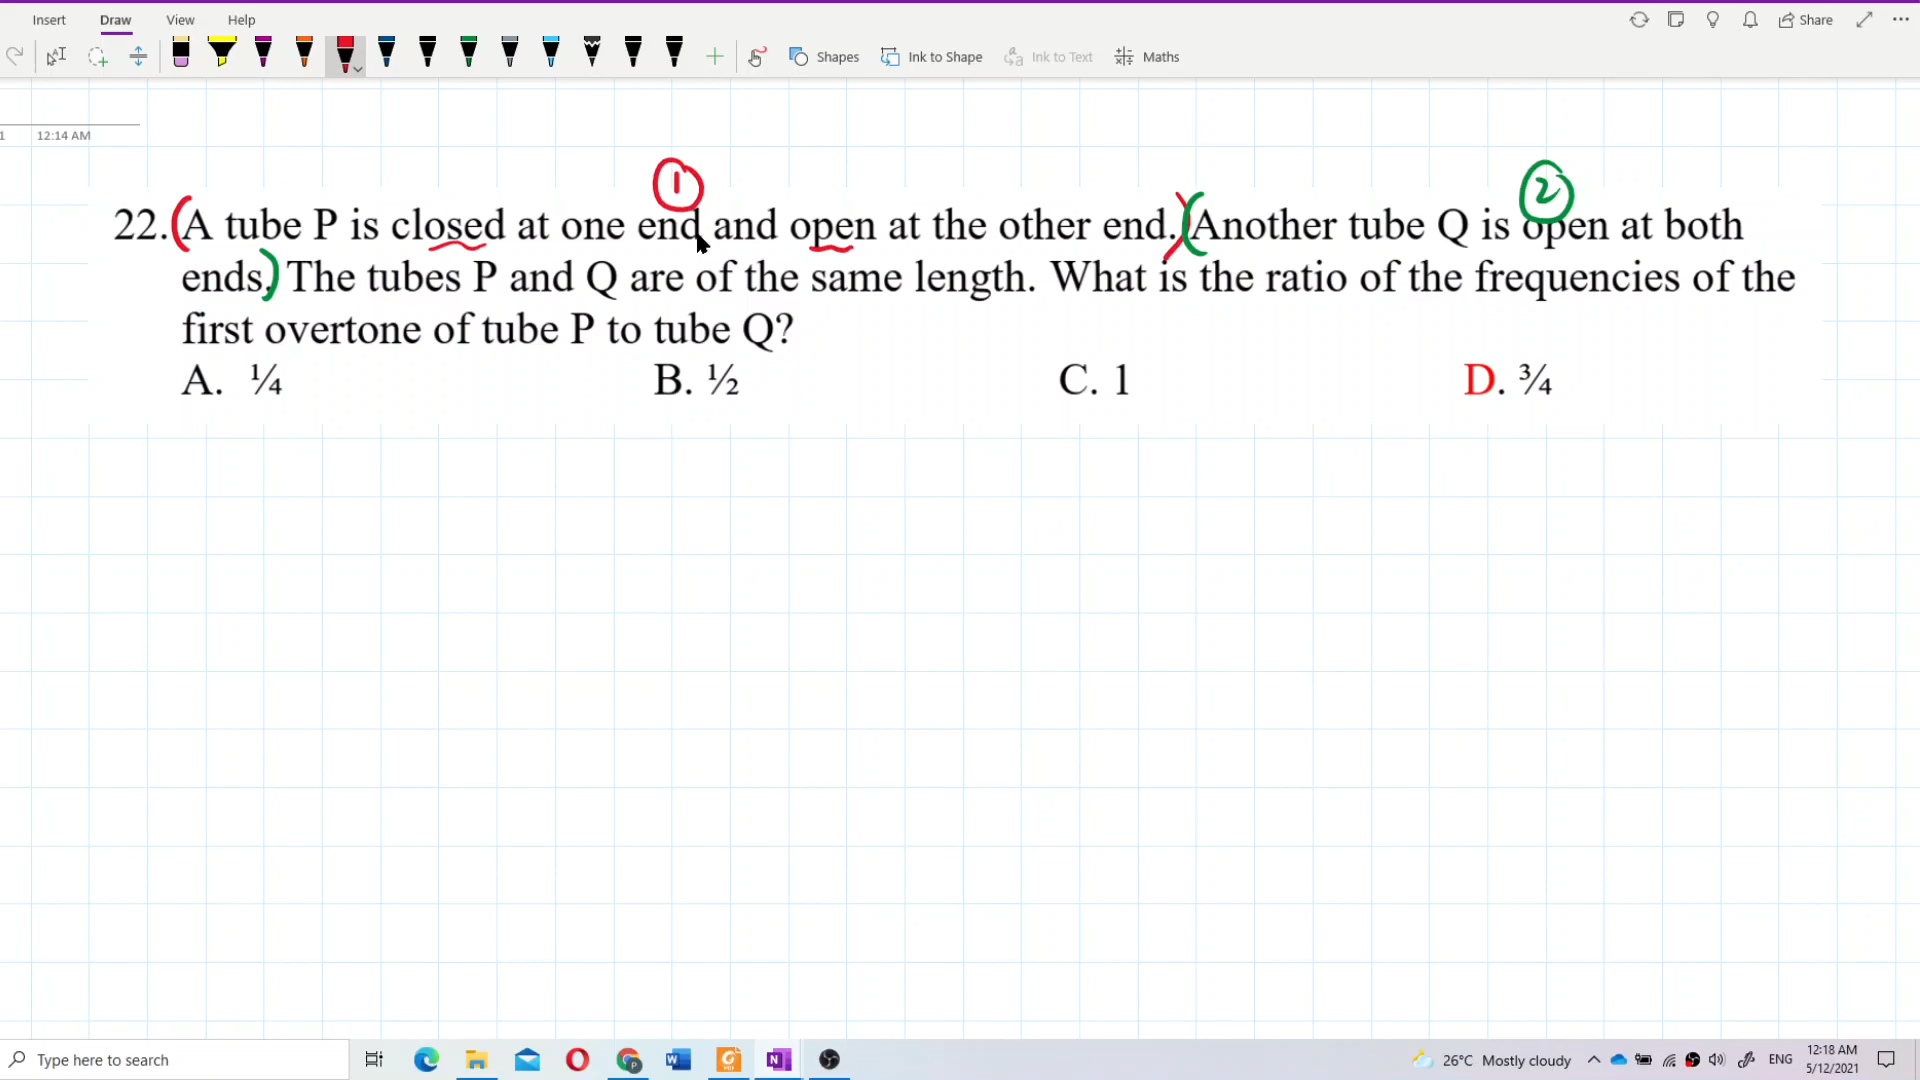 Insert Draw View Help Share
Shapes Ink to Shape Ink to Text Maths
1 12:14 AM
1 2
22. (A tube P is closed at one end and open at the other end.) (Another tube Q is open at both
ends.) The tubes P and Q are of the same length. What is the ratio of the frequencies of the
first overtone of tube P to tube Q?
A. ¼ B. ½ C. 1 D. ¾
Type here to search 26°C Mostly cloudy ENG 12:18 AM
5/12/2021